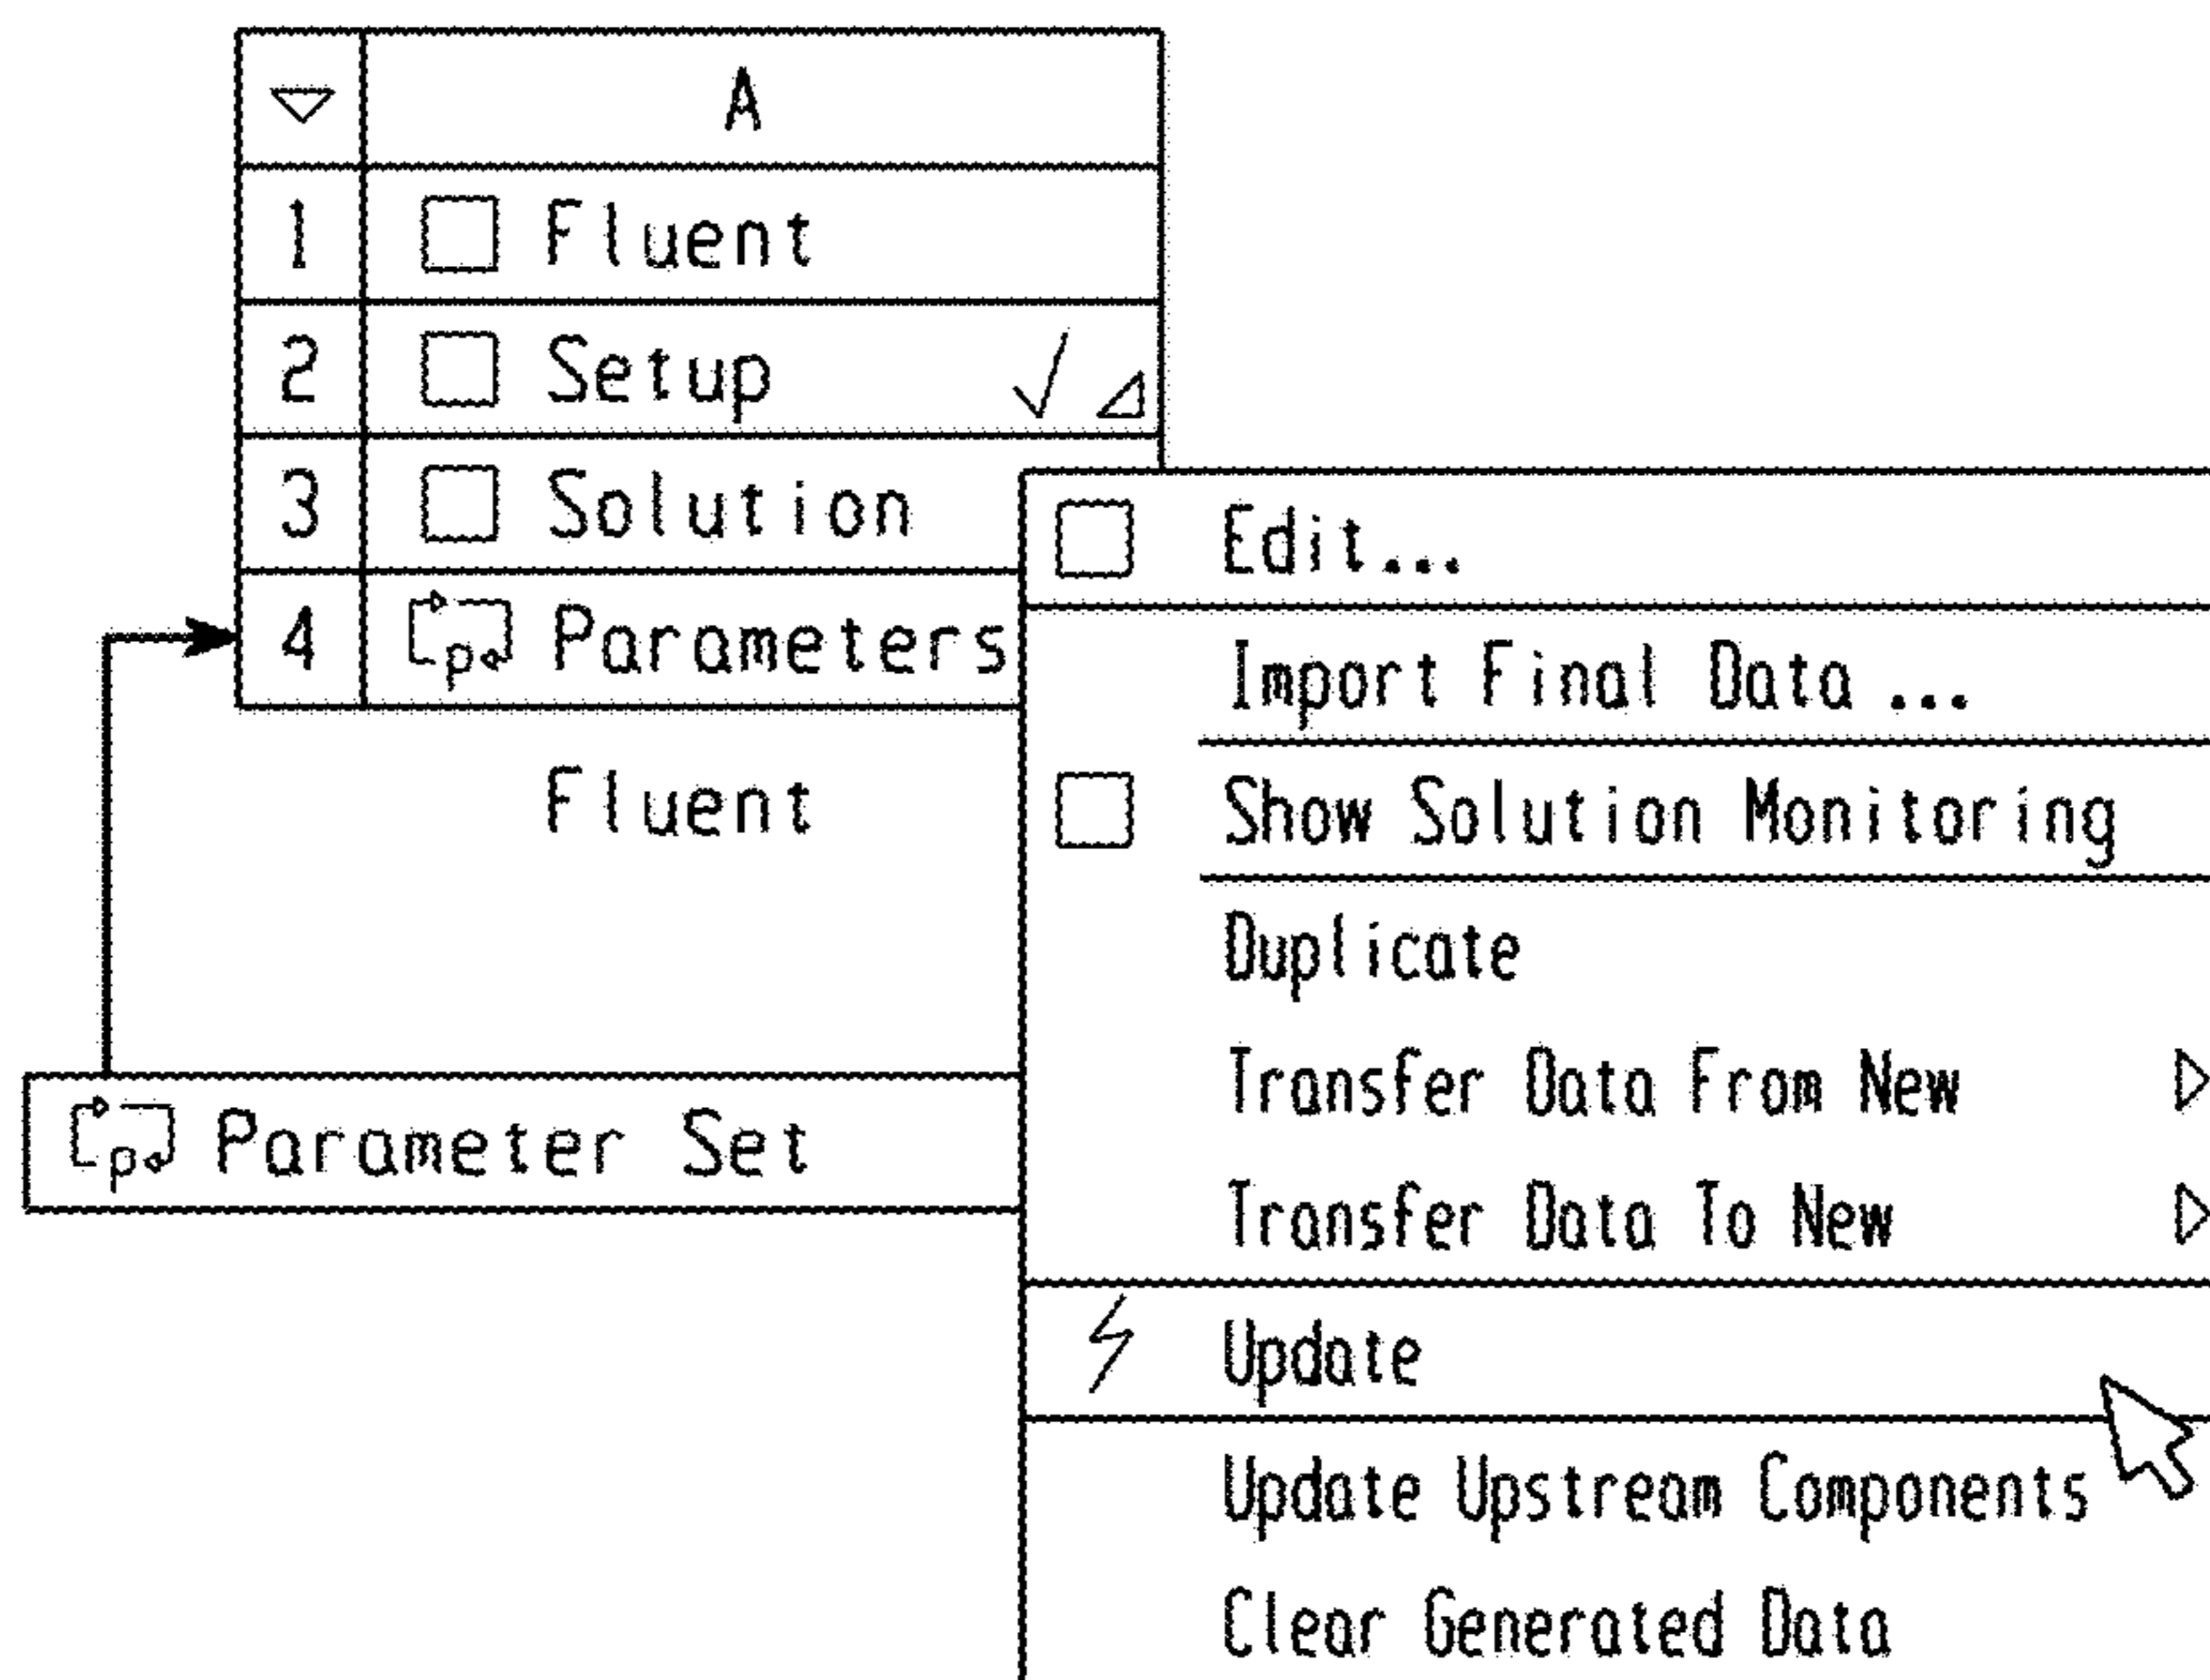 A
1 Fluent
2 Setup
3 Solution
4 Parameters
Fluent
p Parameter Set
Edit...
Import Final Data ...
Show Solution Monitoring
Duplicate
Transfer Data From New
Transfer Data To New
Update
Update Upstream Components
Clear Generated Data